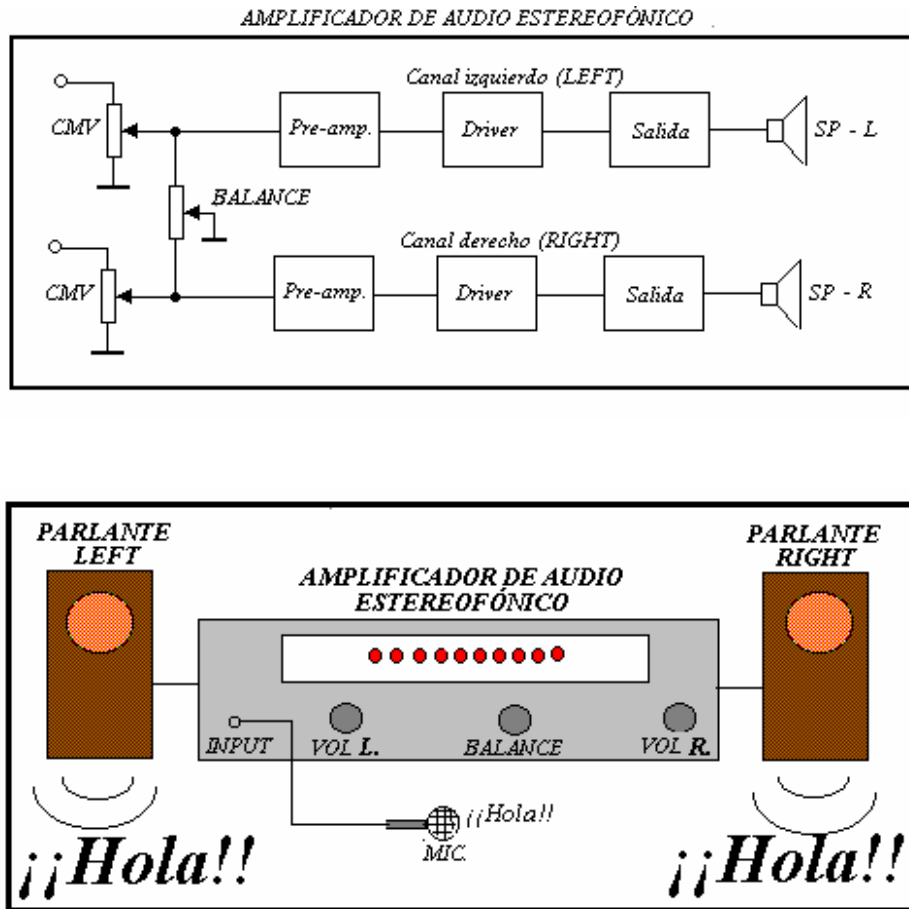 AMPLIFICADOR DE AUDIO ESTEREOFÓNICO
Canal izquierdo (LEFT)
CMV
Pre-amp.
Driver
Salida
SP - L
BALANCE
Canal derecho (RIGHT)
CMV
Pre-amp.
Driver
Salida
SP - R
PARLANTE
LEFT
PARLANTE
RIGHT
AMPLIFICADOR DE AUDIO
ESTEREOFÓNICO
INPUT
VOL L.
BALANCE
VOL R.
¡¡Hola!!
MIC.
¡¡Hola!!
¡¡Hola!!